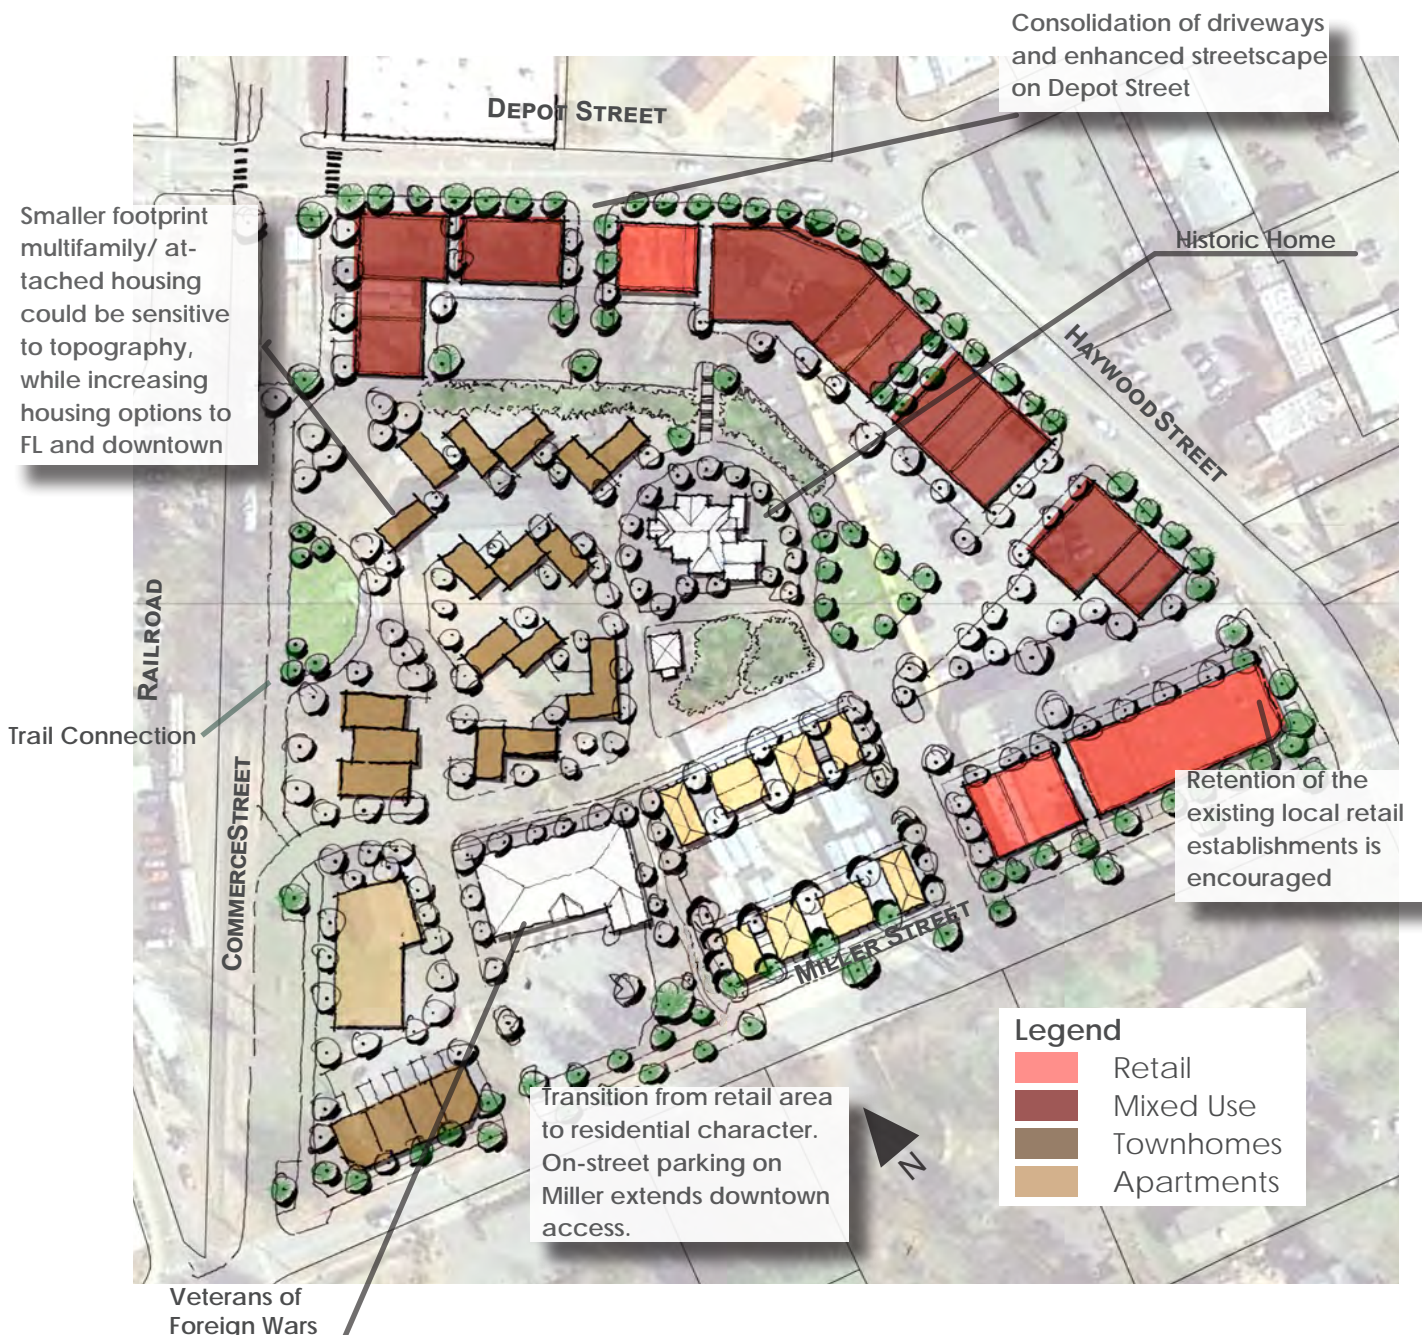 Consolidation of driveways
and enhanced streetscape
on Depot Street
DEPOT STREET
Smaller footprint
multifamily/ at-
tached housing
could be sensitive
to topography,
while increasing
housing options to
FL and downtown
Historic Home
HAYWOOD STREET
RAILROAD
Trail Connection
COMMERCE STREET
Retention of the
existing local retail
establishments is
encouraged
MILLER STREET
Legend
Retail
Mixed Use
Townhomes
Apartments
Transition from retail area
to residential character.
On-street parking on
Miller extends downtown
access.
N
Veterans of
Foreign Wars